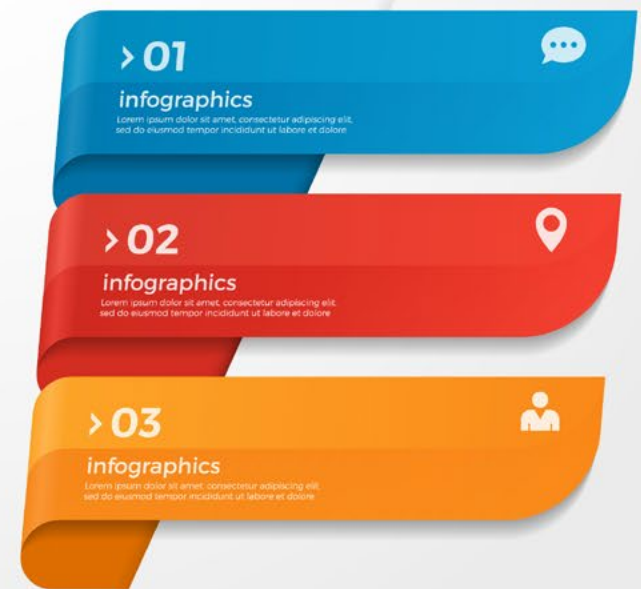 > 01
infographics
Lorem ipsum dolor sit amet, consectetur adipiscing elit,
sed do eiusmod tempor incididunt ut labore et dolore
> 02
infographics
Lorem ipsum dolor sit amet, consectetur adipiscing elit,
sed do eiusmod tempor incididunt ut labore et dolore
> 03
infographics
Lorem ipsum dolor sit amet, consectetur adipiscing elit,
sed do eiusmod tempor incididunt ut labore et dolore